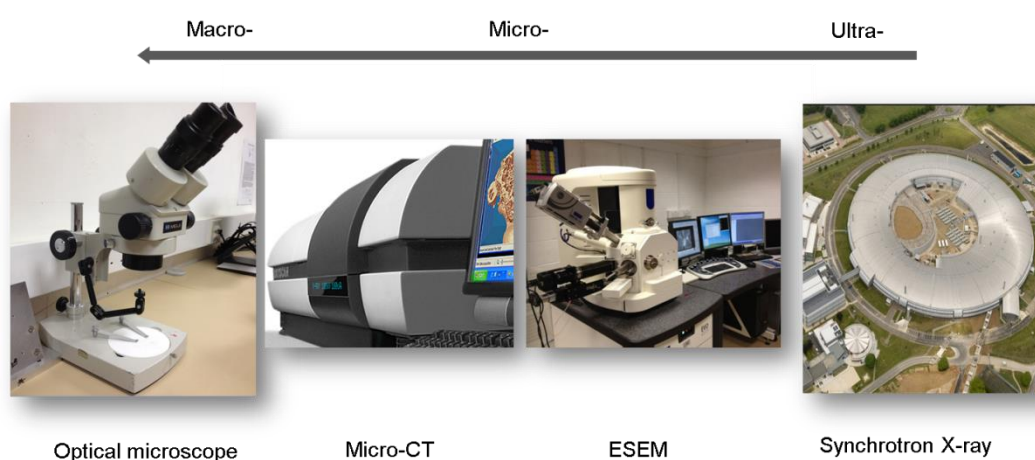 Macro-
Micro-
Ultra-
Optical microscope
Micro-CT
ESEM
Synchrotron X-ray